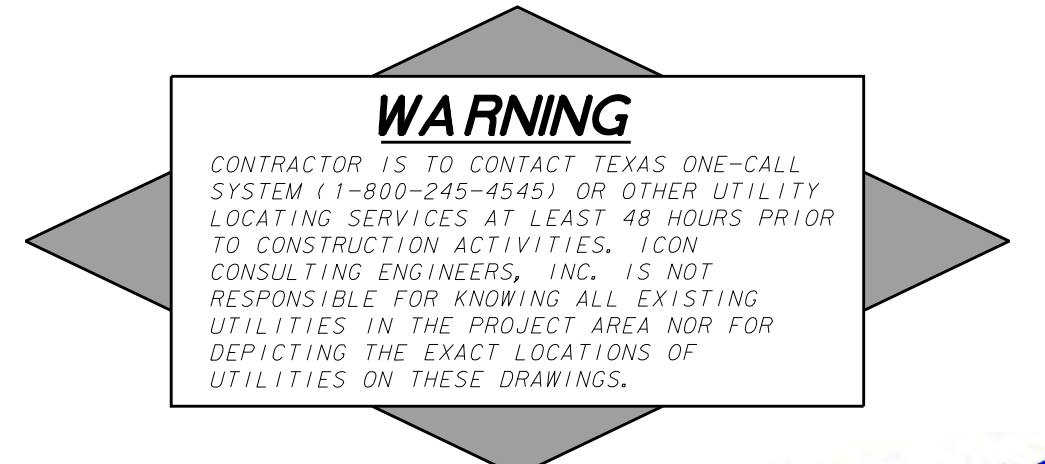 WARNING
CONTRACTOR IS TO CONTACT TEXAS ONE-CALL
SYSTEM (1-800-245-4545) OR OTHER UTILITY
LOCATING SERVICES AT LEAST 48 HOURS PRIOR
TO CONSTRUCTION ACTIVITIES. ICON
CONSULTING ENGINEERS, INC. IS NOT
RESPONSIBLE FOR KNOWING ALL EXISTING
UTILITIES IN THE PROJECT AREA NOR FOR
DEPICTING THE EXACT LOCATIONS OF
UTILITIES ON THESE DRAWINGS.